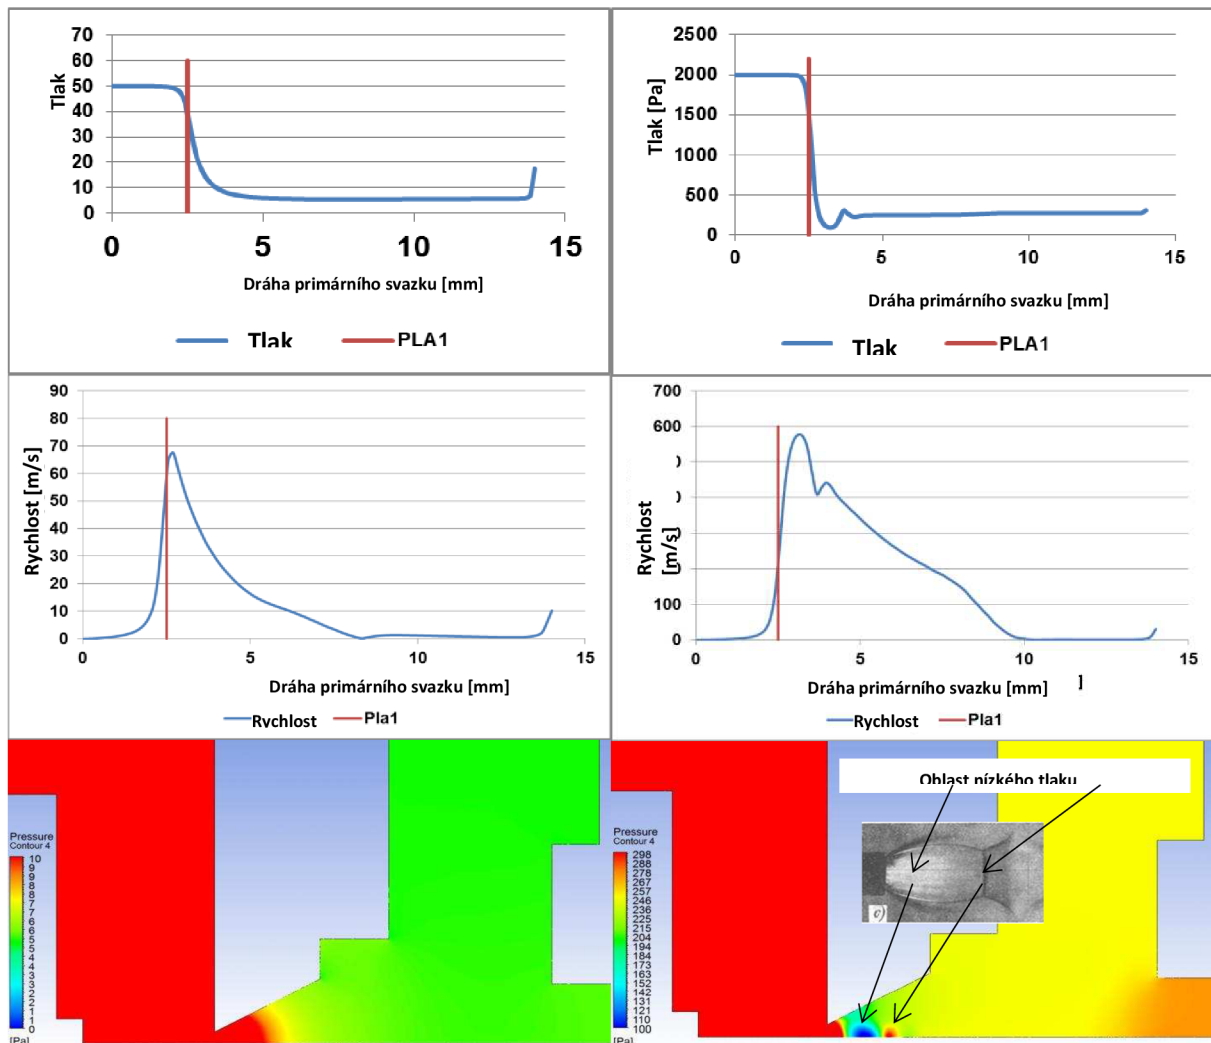 70
60
50
40
30
20
10
0
Tlak
0 5 10 15
Dráha primárního svazku [mm]
Tlak PLA1
2500
2000
1500
1000
500
0
Tlak [Pa]
0 5 10 15
Dráha primárního svazku [mm]
Tlak PLA1
90
80
70
60
50
40
30
20
10
0
Rychlost [m/s]
0 5 10 15
Dráha primárního svazku [mm]
Rychlost Pla1
700
600
100
0
Rychlost
[m/s]
0 5 10 15
Dráha primárního svazku [mm] ]
Rychlost Pla1
Pressure
Contour 4
10
9
9
8
8
7
7
6
6
5
5
4
4
3
3
2
2
1
1
0
[Pa]
Oblast nízkého tlaku
c)
Pressure
Contour 4
298
288
278
267
257
246
236
225
215
204
194
183
173
162
152
142
131
121
110
100
[Pa]